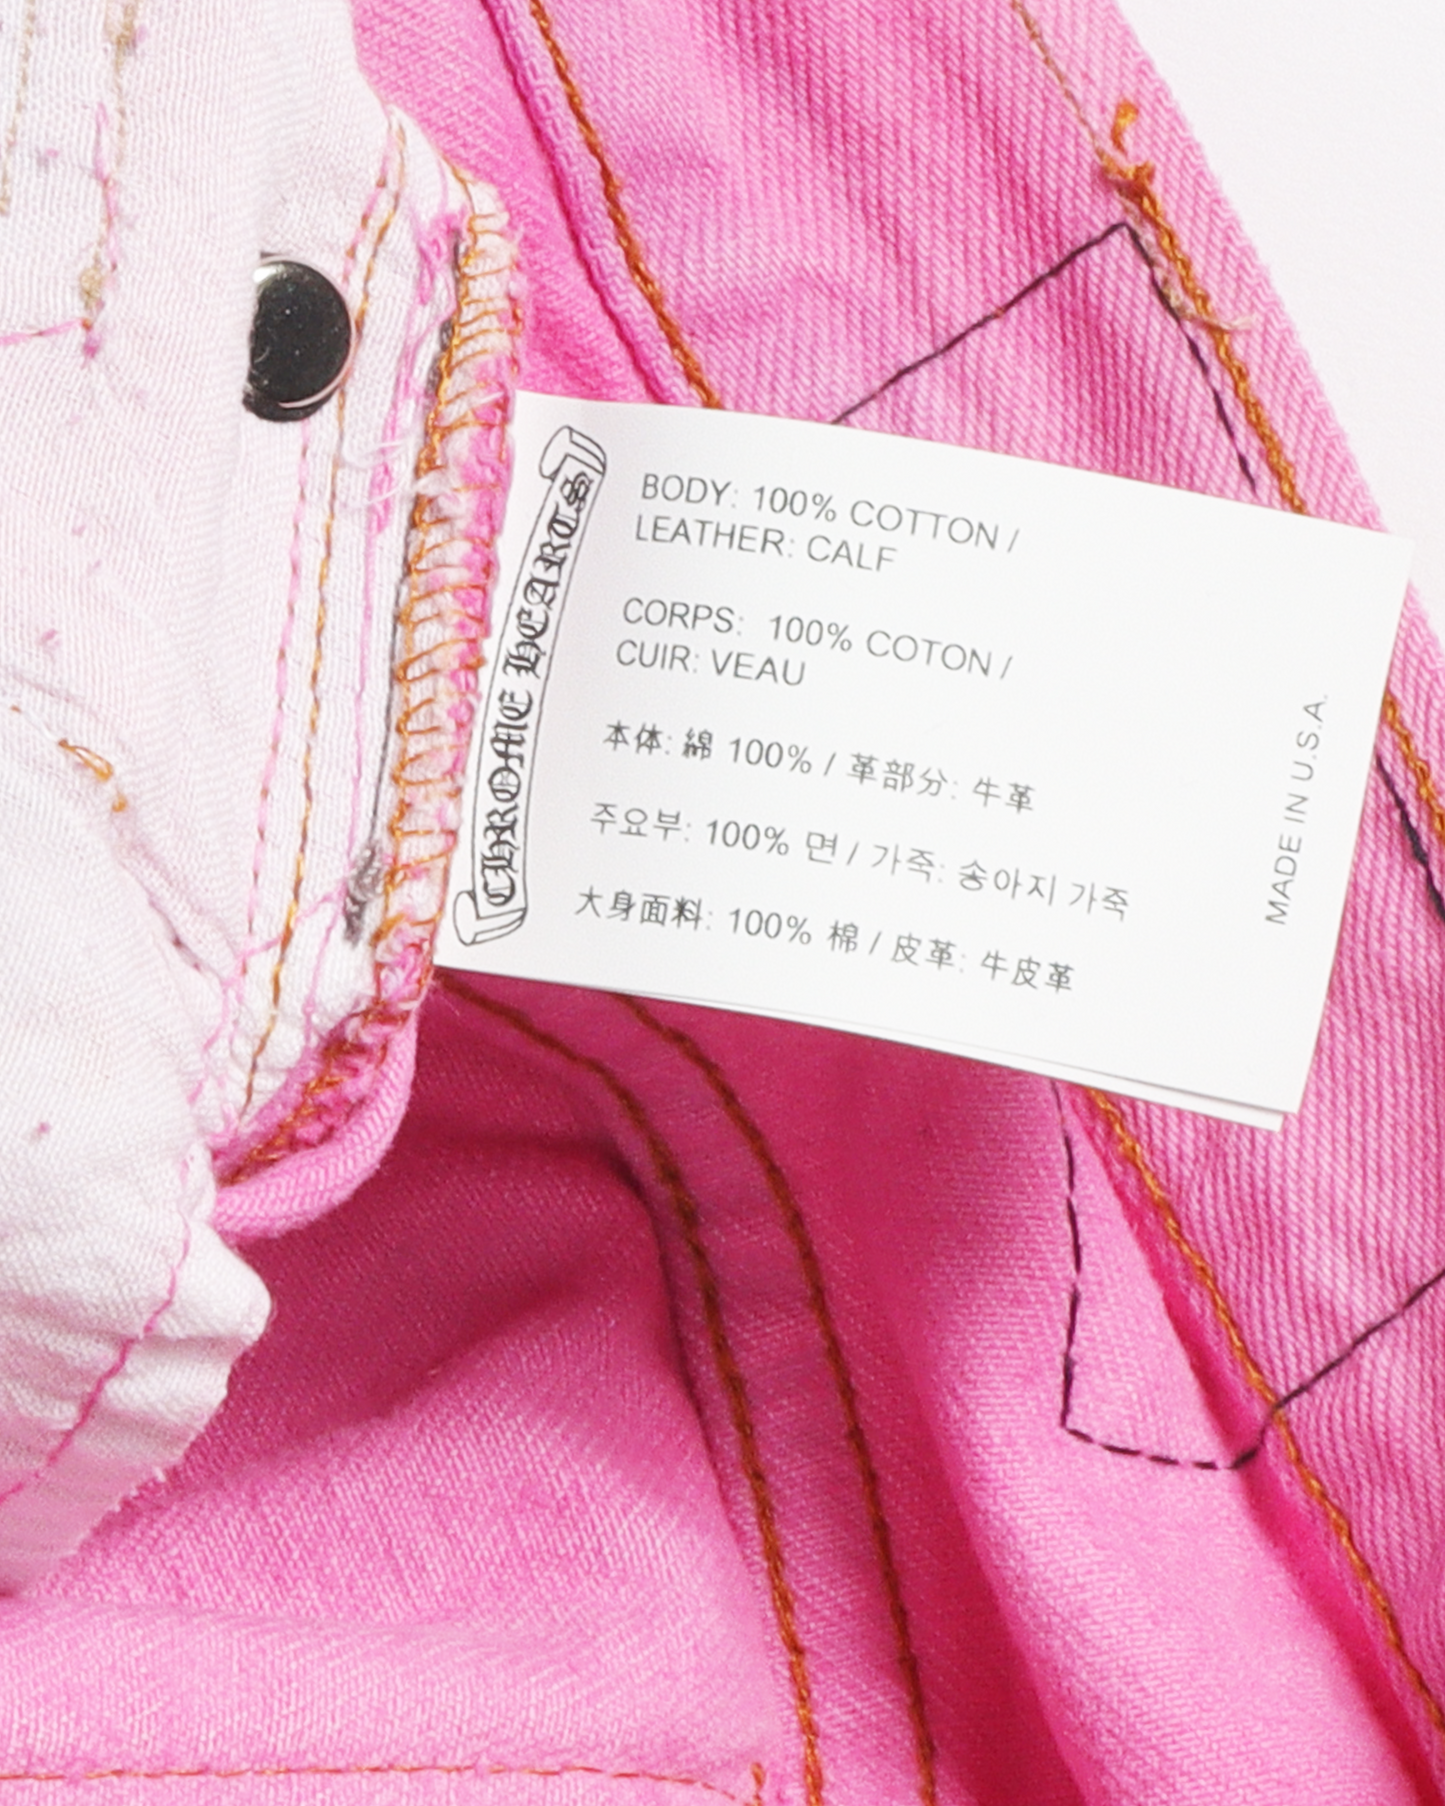 CHROME HEARTS
BODY: 100% COTTON /
LEATHER: CALF
CORPS: 100% COTON /
CUIR: VEAU
本体: 綿 100% / 革部分: 牛革
주요부: 100% 면 / 가죽: 송아지 가죽
大身面料: 100% 棉 / 皮革: 牛皮革
MADE IN U.S.A.